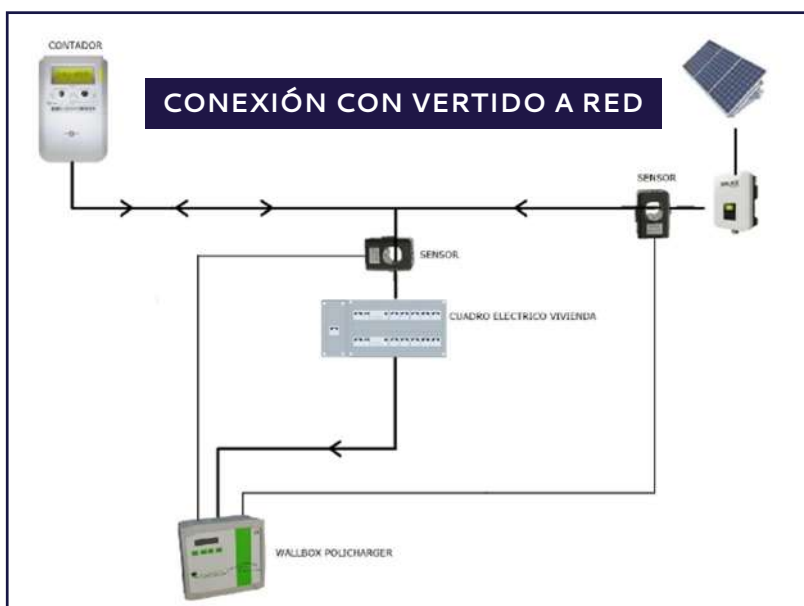 CONTADOR
CONEXIÓN CON VERTIDO A RED
SENSOR
SENSOR
CUADRO ELECTRICO VIVIENDA
WALLBOX POLICHARGER